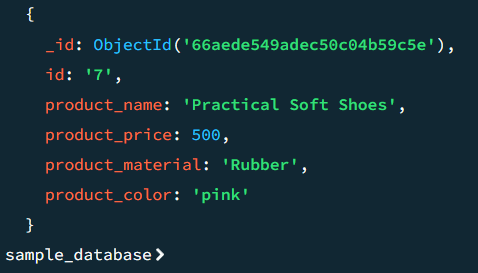 {
_id: ObjectId('66aede549adec50c04b59c5e'),
id: '7',
product_name: 'Practical Soft Shoes',
product_price: 500,
product_material: 'Rubber',
product_color: 'pink'
}
sample_database>